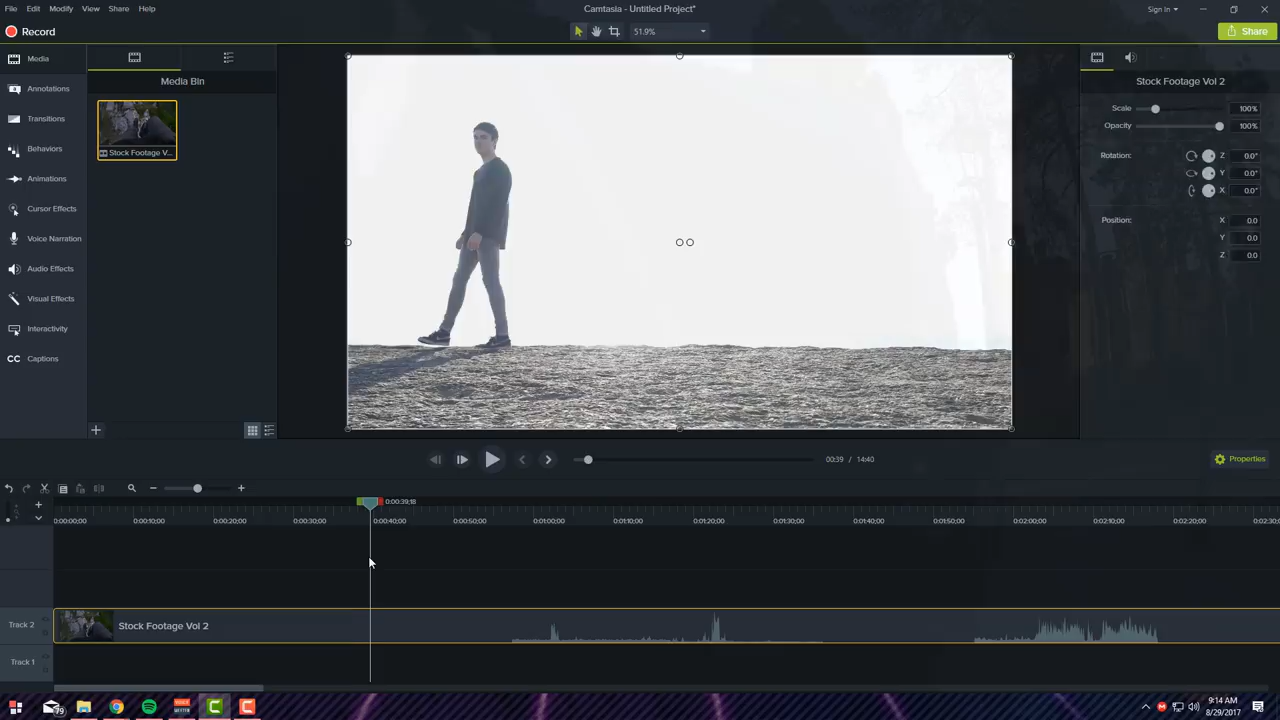 File Edit Modify View Share Help
Camtasia - Untitled Project*
Sign In
Record
51.9%
Share
Media
Media Bin
Stock Footage Vol 2
Annotations
Scale 100%
Opacity 100%
Transitions
Behaviors
Stock Footage V...
Rotation: Z 0.0°
Y 0.0°
Animations
X 0.0°
Cursor Effects
Position: X 0.0
Voice Narration
Y 0.0
Z 0.0
Audio Effects
Visual Effects
Interactivity
CC Captions
00:39 / 14:40
Properties
0:00:39;18
0:00:00;00 0:00:10;00 0:00:20;00 0:00:30;00 0:00:40;00 0:00:50;00 0:01:00;00 0:01:10;00 0:01:20;00 0:01:30;00 0:01:40;00 0:01:50;00 0:02:00;00 0:02:10;00 0:02:20;00 0:02:30;0
Track 2
Stock Footage Vol 2
Track 1
79
9:14 AM
8/29/2017